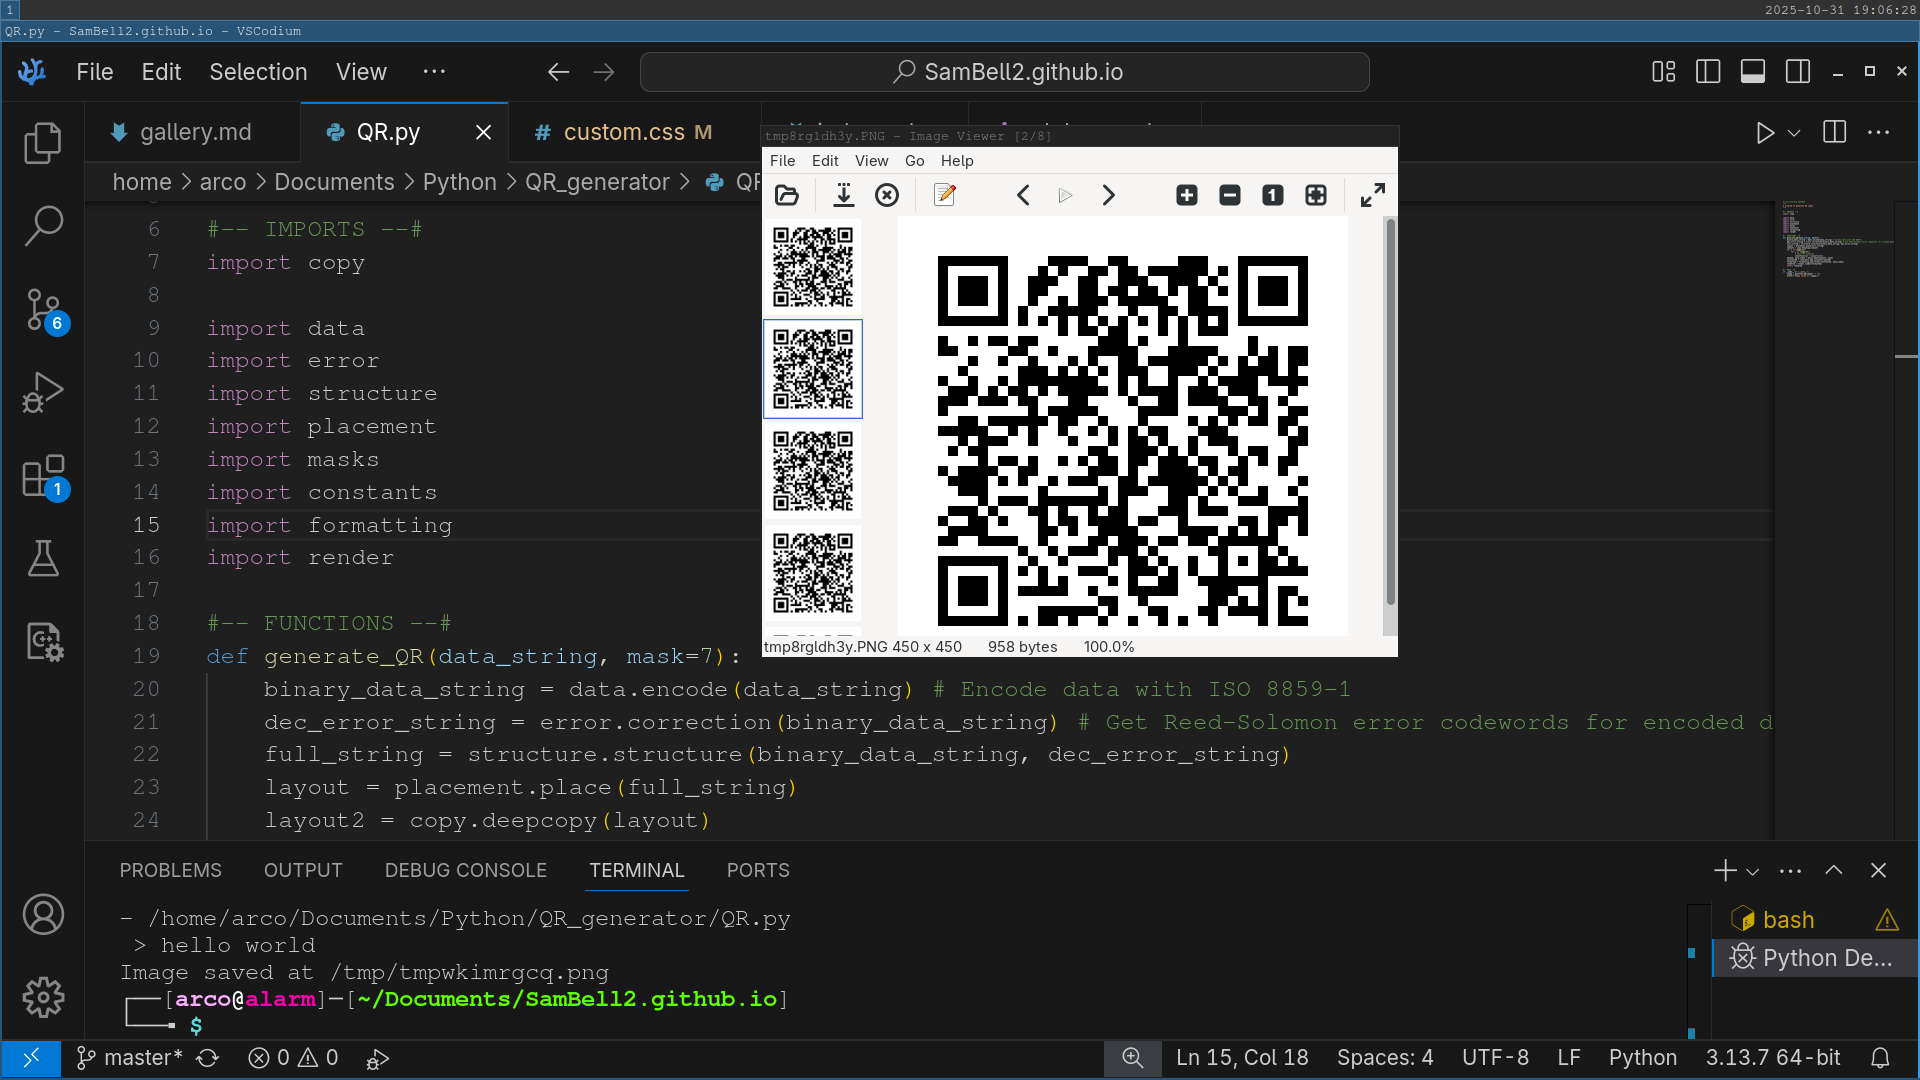 1
2025-10-31 19:06:28
QR.py - SamBell2.github.io - VSCodium
File Edit Selection View ···
SamBell2.github.io
gallery.md
QR.py
custom.css M
home > arco > Documents > Python > QR_generator >
6 #-- IMPORTS --#
7 import copy
8
9 import data
10 import error
11 import structure
12 import placement
13 import masks
14 import constants
15 import formatting
16 import render
17
18 #-- FUNCTIONS --#
19 def generate_QR(data_string, mask=7):
20 binary_data_string = data.encode(data_string) # Encode data with ISO 8859-1
21 dec_error_string = error.correction(binary_data_string) # Get Reed-Solomon error codewords for encoded d
22 full_string = structure.structure(binary_data_string, dec_error_string)
23 layout = placement.place(full_string)
24 layout2 = copy.deepcopy(layout)
6
1
tmp8rgldh3y.PNG - Image Viewer [2/8]
File Edit View Go Help
1
tmp8rgldh3y.PNG 450 x 450 958 bytes 100.0%
PROBLEMS OUTPUT DEBUG CONSOLE TERMINAL PORTS
- /home/arco/Documents/Python/QR_generator/QR.py
> hello world
Image saved at /tmp/tmpwkimrgcq.png
[arco@alarm]-[~/Documents/SamBell2.github.io]
$
bash
Python De...
master* 0 0
Ln 15, Col 18 Spaces: 4 UTF-8 LF Python 3.13.7 64-bit